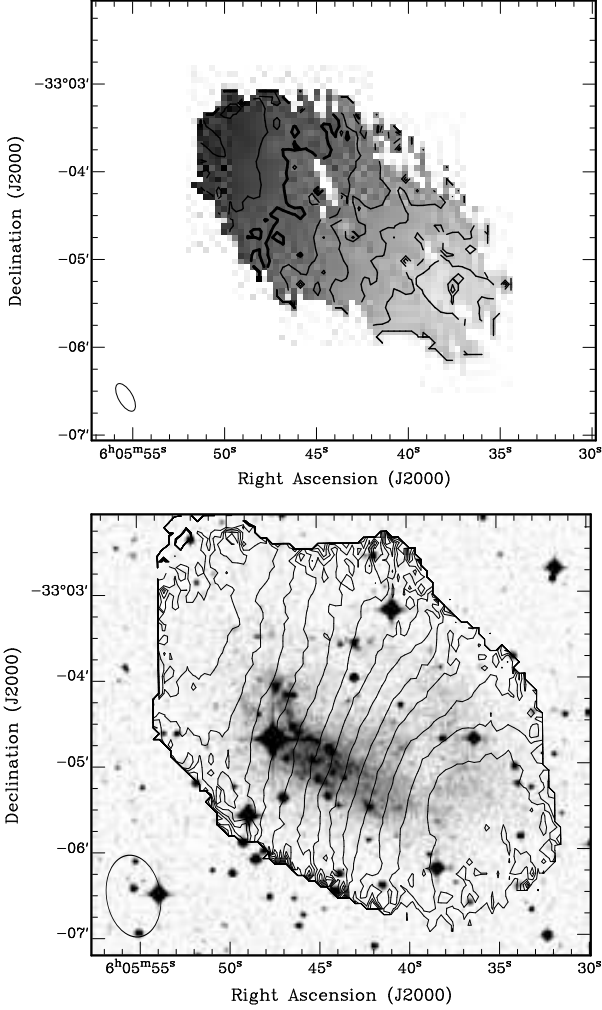 Declination (J2000)
−33°03′
−04′
−05′
−06′
−07′
6ʰ05ᵐ55ˢ 50ˢ 45ˢ 40ˢ 35ˢ 30ˢ
Right Ascension (J2000)
Declination (J2000)
−33°03′
−04′
−05′
−06′
−07′
6ʰ05ᵐ55ˢ 50ˢ 45ˢ 40ˢ 35ˢ 30ˢ
Right Ascension (J2000)